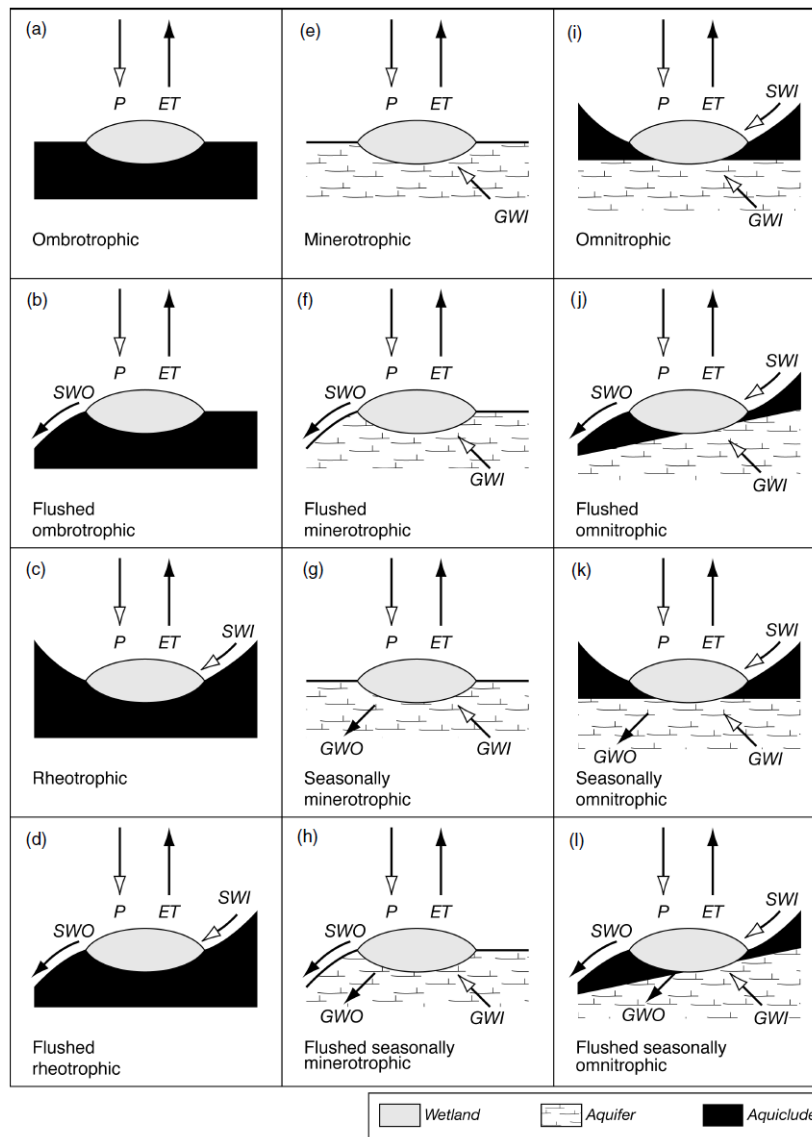 (a)
P ET
Ombrotrophic
(e)
P ET
GWI
Minerotrophic
(i)
P ET
SWI
GWI
Omnitrophic
(b)
P ET
SWO
Flushed
ombrotrophic
(f)
P ET
SWO
GWI
Flushed
minerotrophic
(j)
P ET
SWI
SWO
GWI
Flushed
omnitrophic
(c)
P ET
SWI
Rheotrophic
(g)
P ET
GWO
GWI
Seasonally
minerotrophic
(k)
P ET
SWI
GWO
GWI
Seasonally
omnitrophic
(d)
P ET
SWI
SWO
Flushed
rheotrophic
(h)
P ET
SWO
GWO
GWI
Flushed seasonally
minerotrophic
(l)
P ET
SWI
SWO
GWO
GWI
Flushed seasonally
omnitrophic
Wetland Aquifer Aquiclude